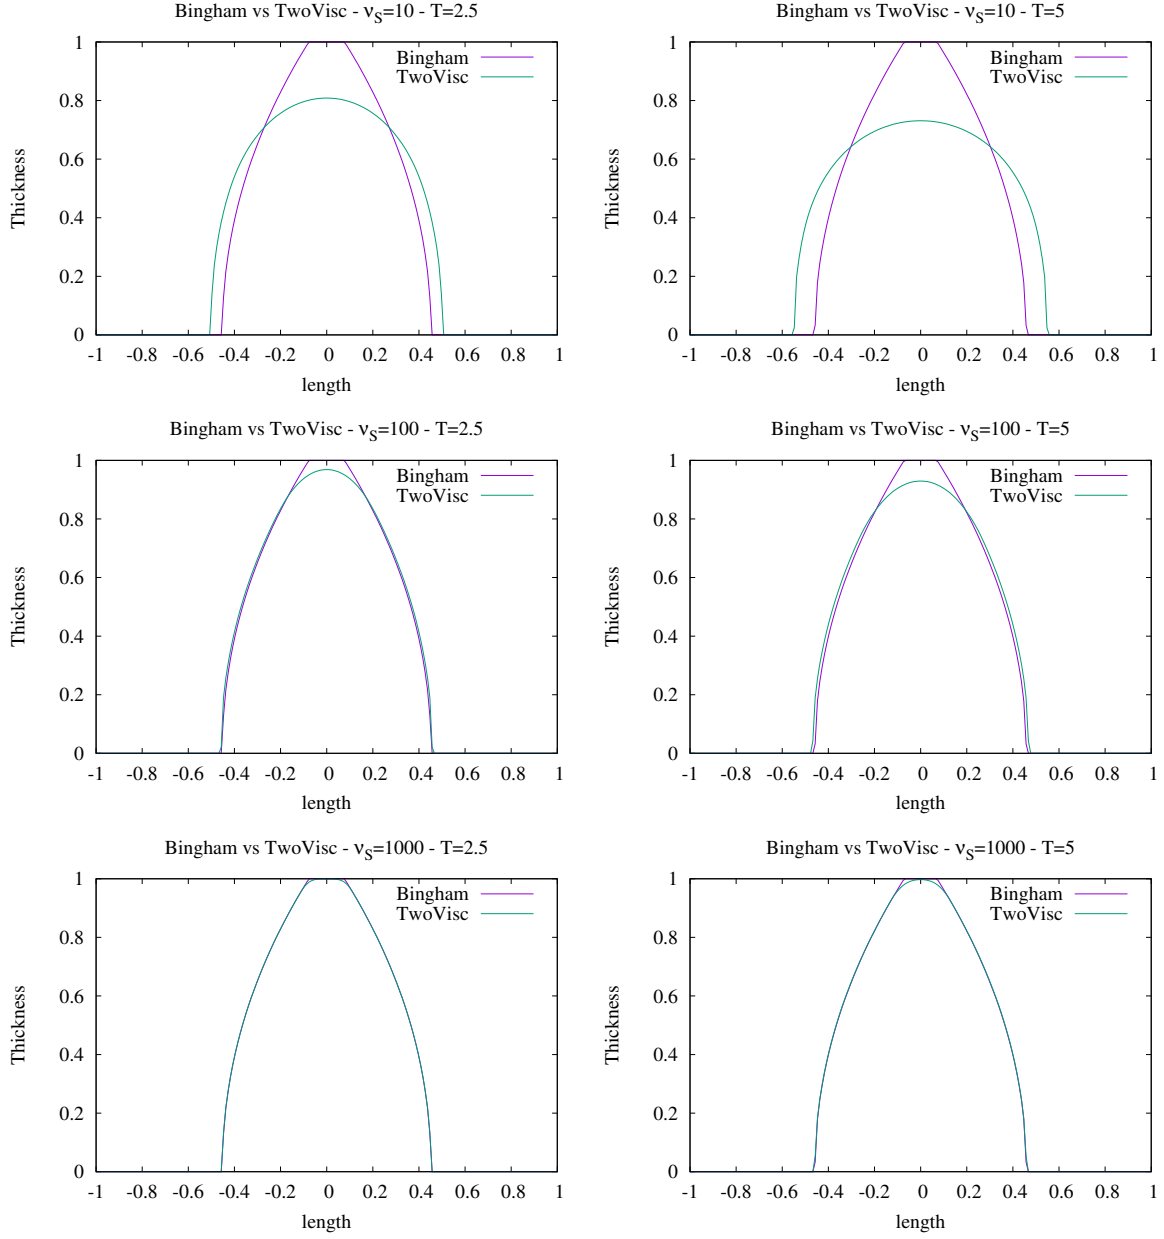 Bingham vs TwoVisc - νS=10 - T=2.5
Bingham
TwoVisc
1
0.8
0.6
0.4
0.2
0
Thickness
-1 -0.8 -0.6 -0.4 -0.2 0 0.2 0.4 0.6 0.8 1
length
Bingham vs TwoVisc - νS=10 - T=5
Bingham
TwoVisc
1
0.8
0.6
0.4
0.2
0
Thickness
-1 -0.8 -0.6 -0.4 -0.2 0 0.2 0.4 0.6 0.8 1
length
Bingham vs TwoVisc - νS=100 - T=2.5
Bingham
TwoVisc
1
0.8
0.6
0.4
0.2
0
Thickness
-1 -0.8 -0.6 -0.4 -0.2 0 0.2 0.4 0.6 0.8 1
length
Bingham vs TwoVisc - νS=100 - T=5
Bingham
TwoVisc
1
0.8
0.6
0.4
0.2
0
Thickness
-1 -0.8 -0.6 -0.4 -0.2 0 0.2 0.4 0.6 0.8 1
length
Bingham vs TwoVisc - νS=1000 - T=2.5
Bingham
TwoVisc
1
0.8
0.6
0.4
0.2
0
Thickness
-1 -0.8 -0.6 -0.4 -0.2 0 0.2 0.4 0.6 0.8 1
length
Bingham vs TwoVisc - νS=1000 - T=5
Bingham
TwoVisc
1
0.8
0.6
0.4
0.2
0
Thickness
-1 -0.8 -0.6 -0.4 -0.2 0 0.2 0.4 0.6 0.8 1
length